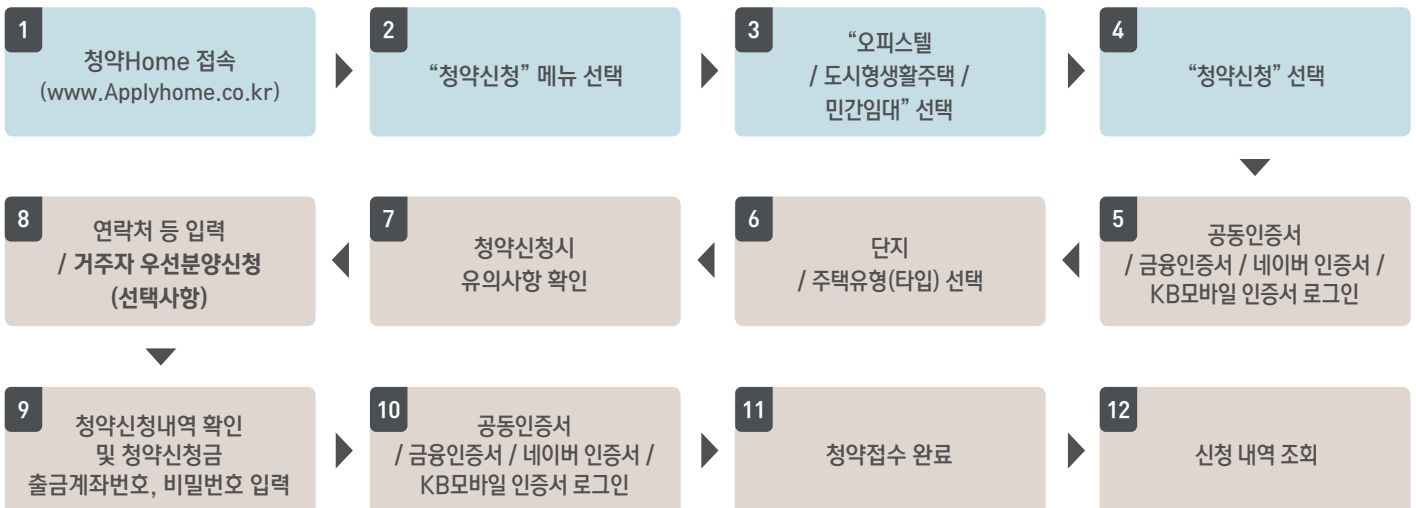 1
청약Home 접속
(www.Applyhome.co.kr)
2
“청약신청” 메뉴 선택
3
“오피스텔
/ 도시형생활주택 /
민간임대” 선택
4
“청약신청” 선택
5
공동인증서
/ 금융인증서 / 네이버 인증서 /
KB모바일 인증서 로그인
6
단지
/ 주택유형(타입) 선택
7
청약신청시
유의사항 확인
8
연락처 등 입력
/ 거주자 우선분양신청
(선택사항)
9
청약신청내역 확인
및 청약신청금
출금계좌번호, 비밀번호 입력
10
공동인증서
/ 금융인증서 / 네이버 인증서 /
KB모바일 인증서 로그인
11
청약접수 완료
12
신청 내역 조회